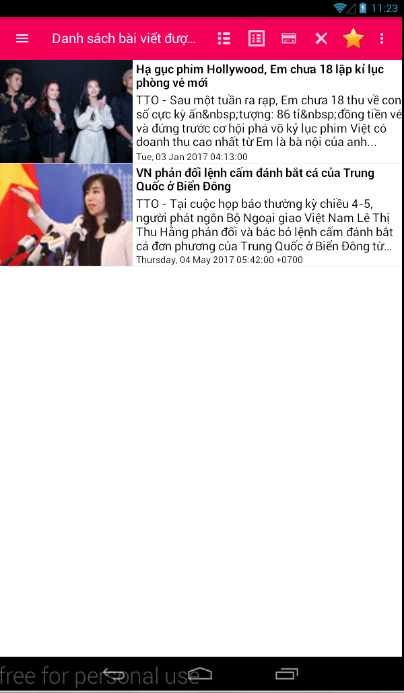 11:23
Danh sách bài viết đượ...
Hạ gục phim Hollywood, Em chưa 18 lập kỉ lục
phòng vé mới
TTO - Sau một tuần ra rạp, Em chưa 18 thu về con
số cực kỳ ấn&nbsp;tượng: 86 tỉ&nbsp;đồng tiền vé
và đứng trước cơ hội phá vỡ kỷ lục phim Việt có
doanh thu cao nhất từ Em là bà nội của anh...
Tue, 03 Jan 2017 04:13:00
VN phản đối lệnh cấm đánh bắt cá của Trung
Quốc ở Biển Đông
TTO - Tại cuộc họp báo thường kỳ chiều 4-5,
người phát ngôn Bộ Ngoại giao Việt Nam Lê Thị
Thu Hằng phản đối và bác bỏ lệnh cấm đánh bắt
cá đơn phương của Trung Quốc ở Biển Đông từ...
Thursday, 04 May 2017 05:42:00 +0700
free for personal use